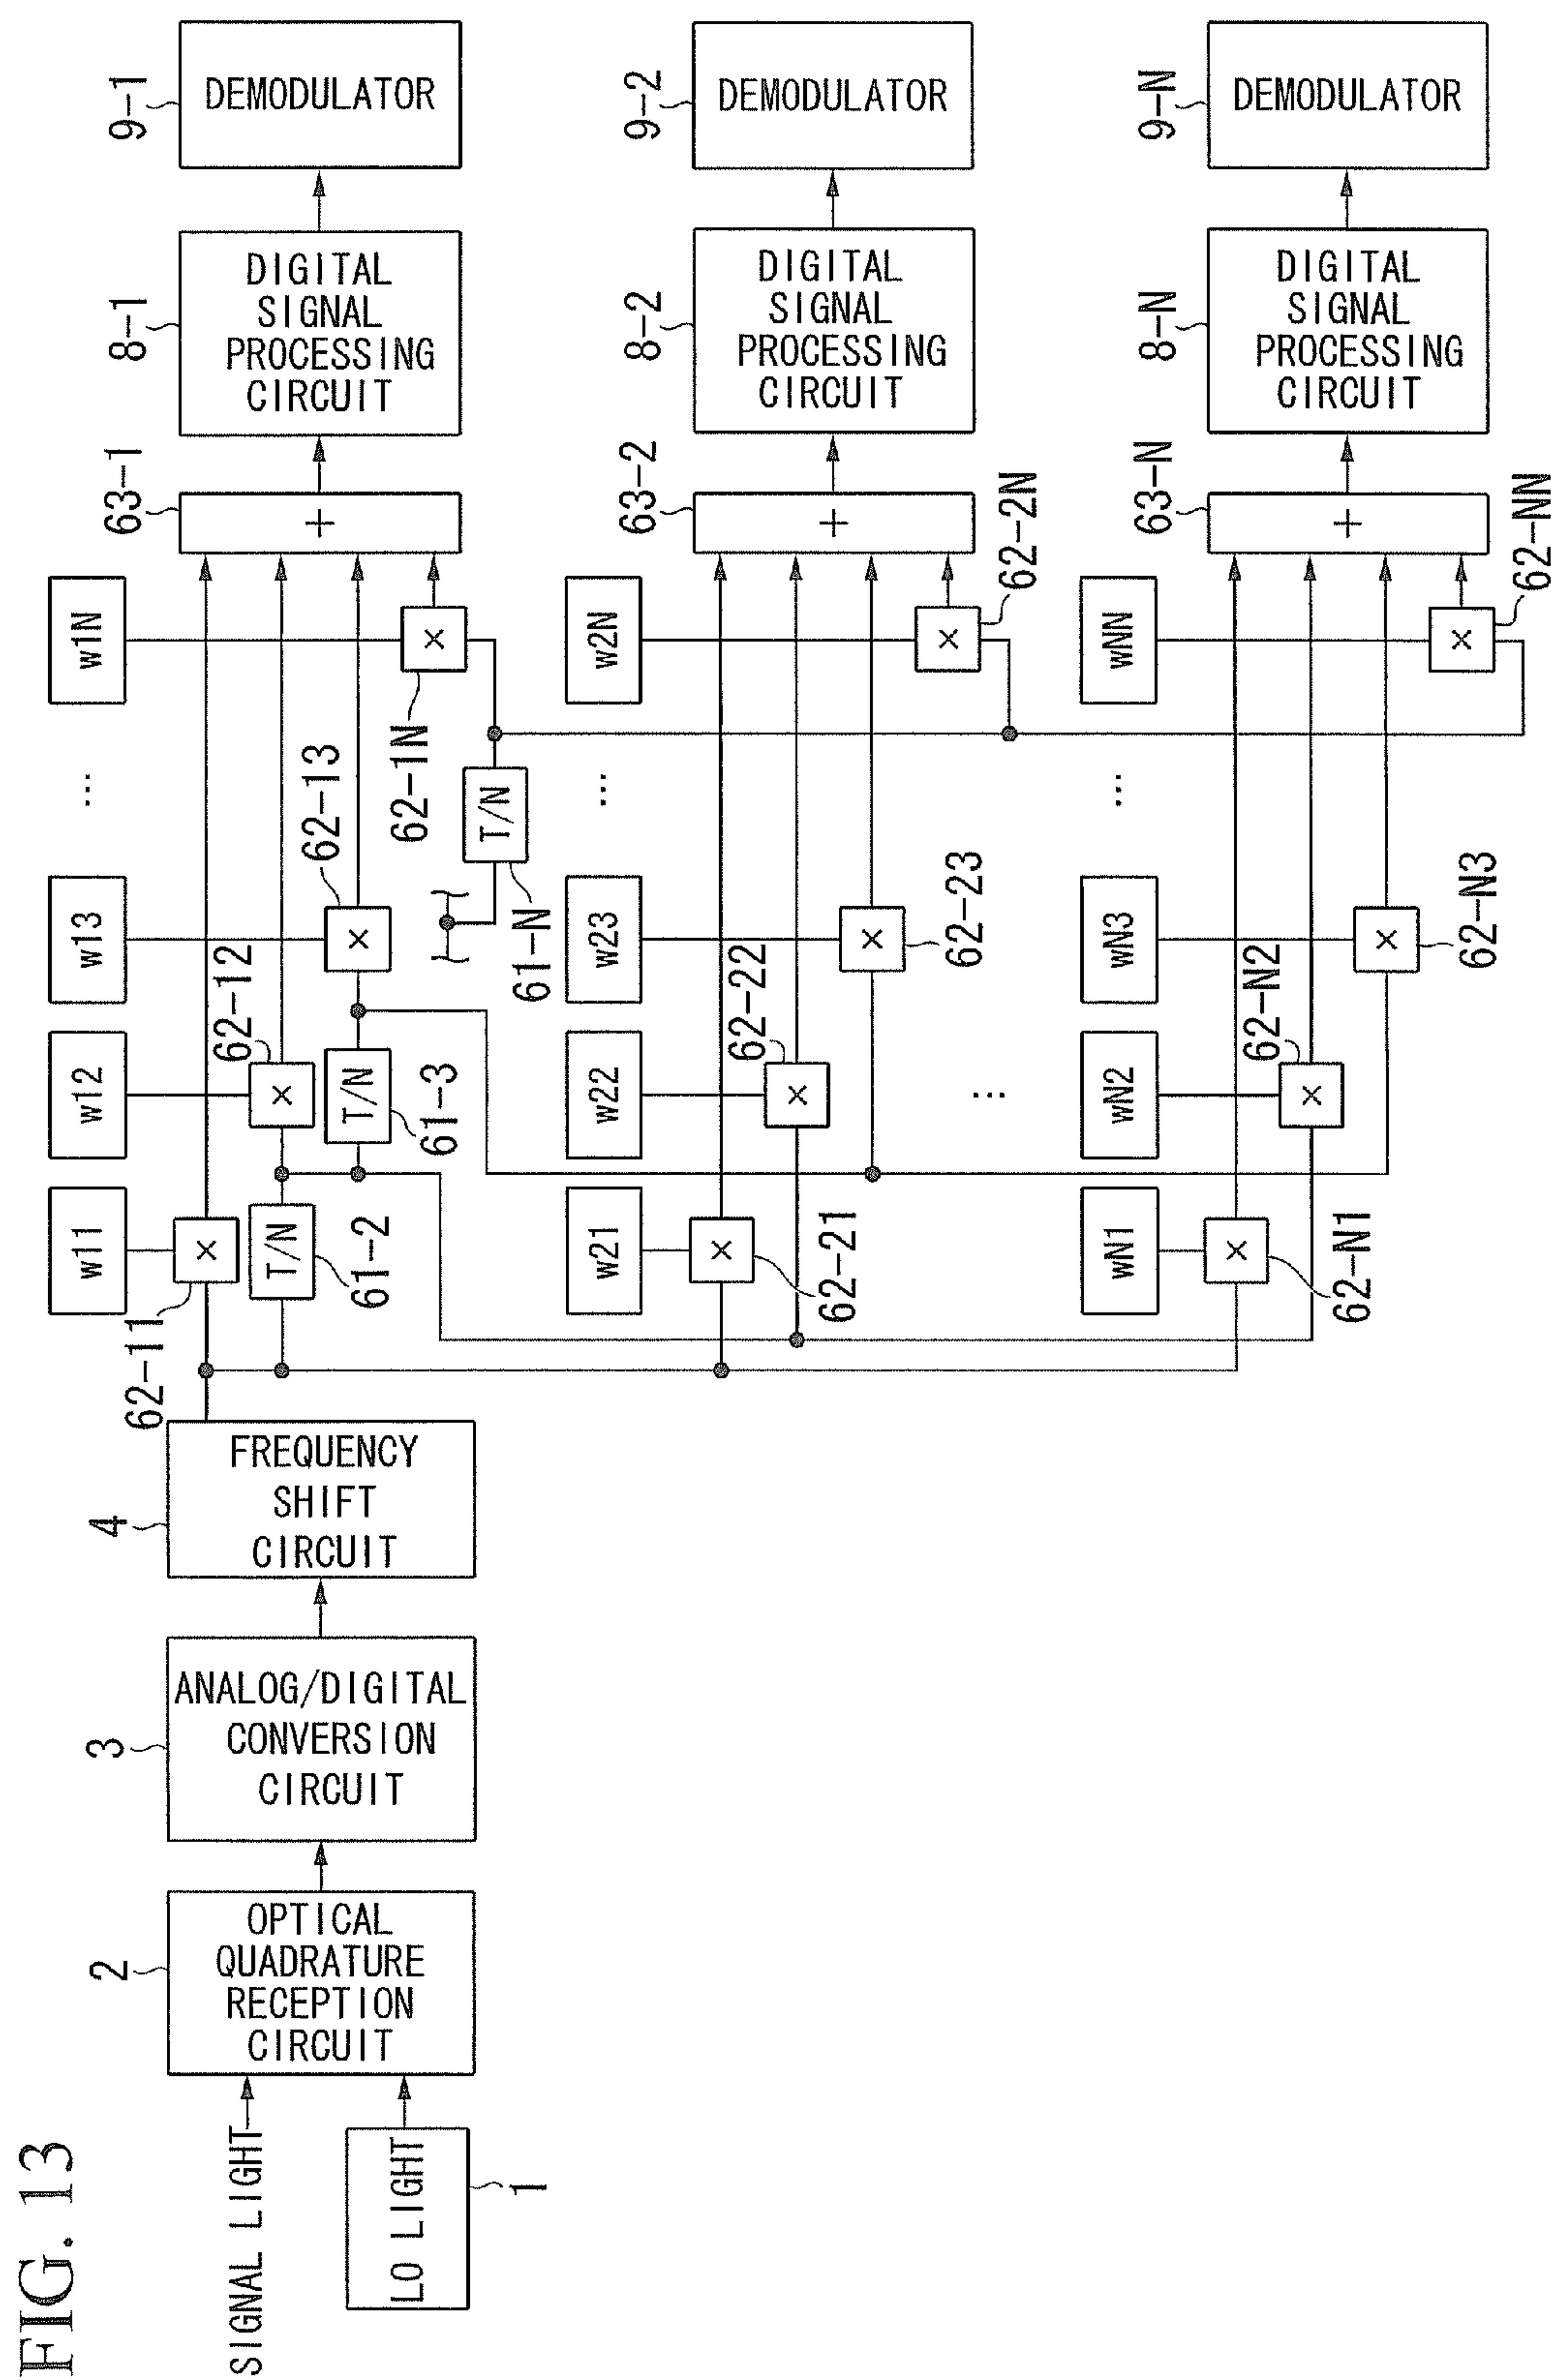 FIG. 13
SIGNAL LIGHT
LO LIGHT
1
2
OPTICAL
QUADRATURE
RECEPTION
CIRCUIT
3
ANALOG/DIGITAL
CONVERSION
CIRCUIT
4
FREQUENCY
SHIFT
CIRCUIT
w11
w12
w13
...
w1N
62-11
×
62-12
×
62-13
×
62-1N
×
T/N
61-2
T/N
61-3
T/N
61-N
63-1
+
8-1
DIGITAL
SIGNAL
PROCESSING
CIRCUIT
9-1
DEMODULATOR
w21
w22
w23
...
w2N
×
62-21
62-22
×
×
62-23
×
62-2N
63-2
+
8-2
DIGITAL
SIGNAL
PROCESSING
CIRCUIT
9-2
DEMODULATOR
...
wN1
wN2
wN3
...
wNN
×
62-N1
62-N2
×
×
62-N3
×
62-NN
63-N
+
8-N
DIGITAL
SIGNAL
PROCESSING
CIRCUIT
9-N
DEMODULATOR